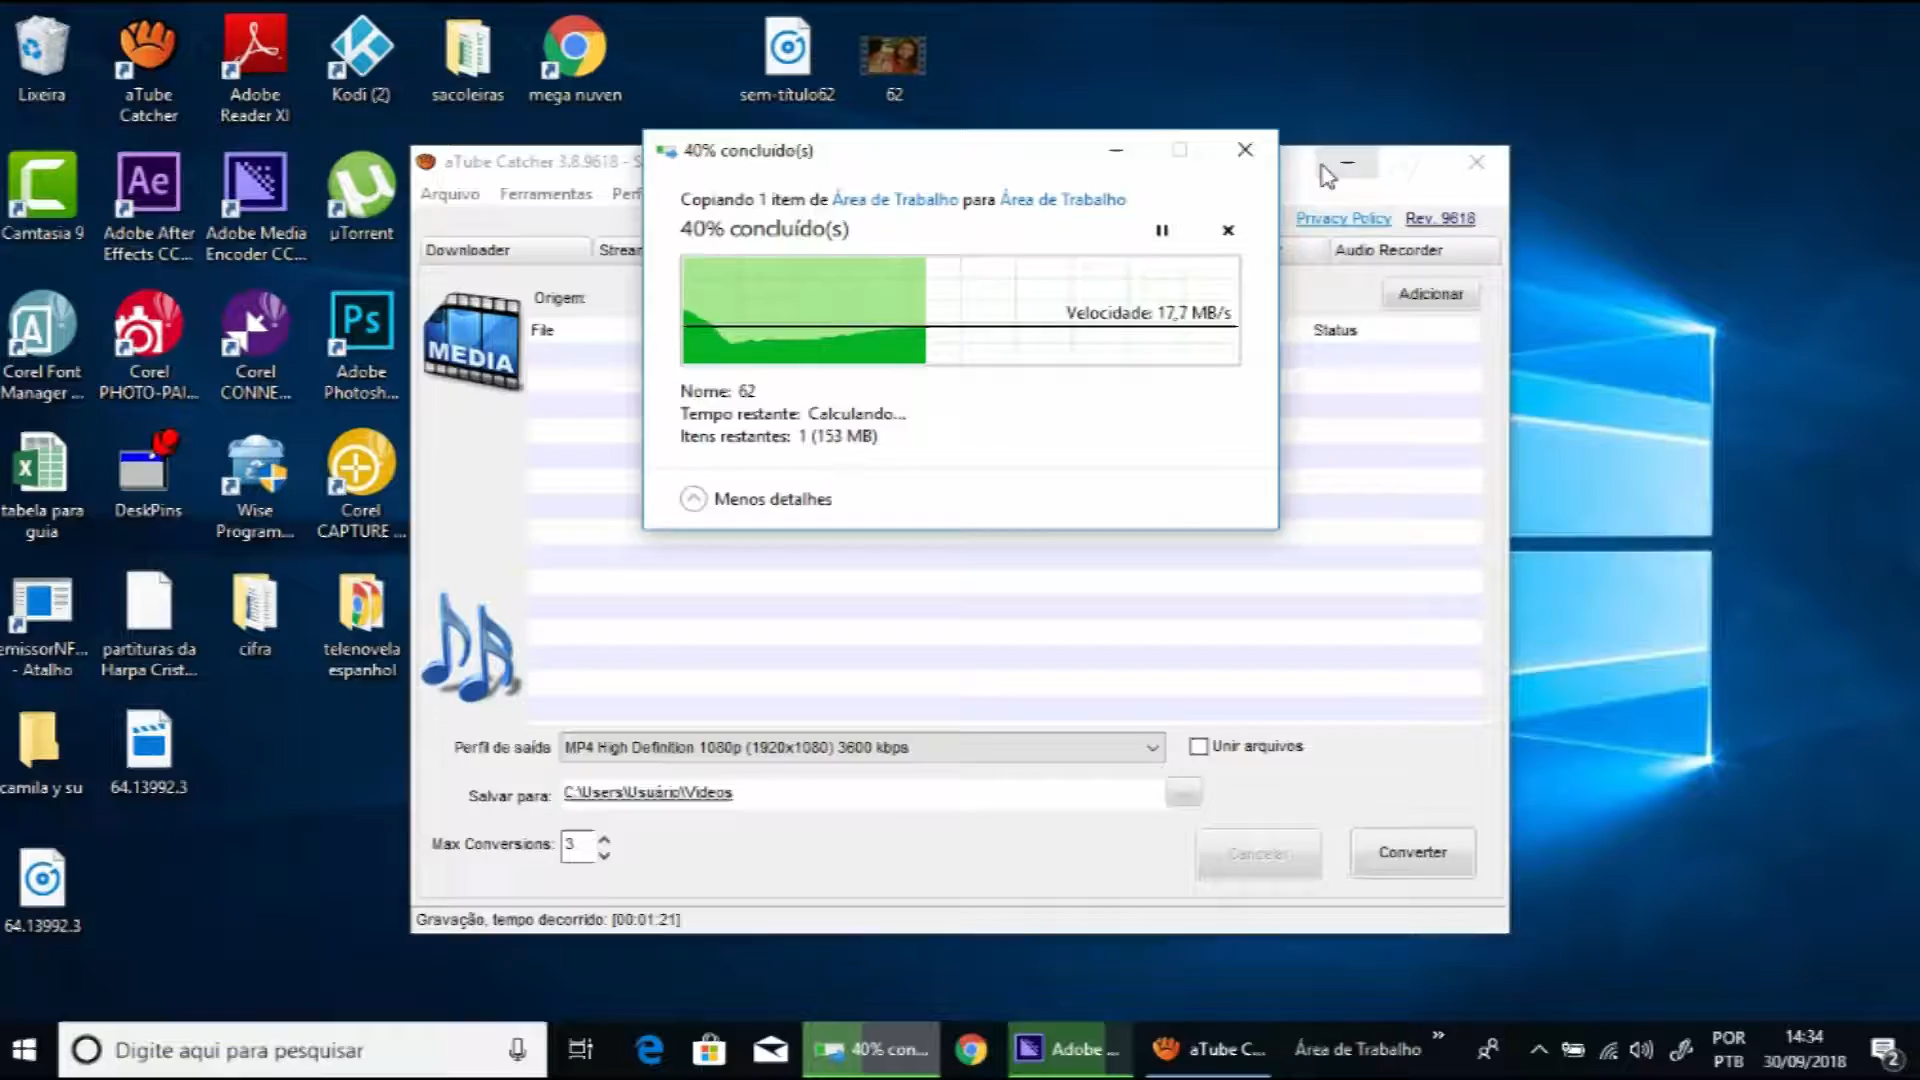 Lixeira
aTube
Catcher
Adobe
Reader XI
Kodi (2)
sacoleiras
mega nuven
sem-título62
62
Camtasia 9
Adobe After
Effects CC...
Adobe Media
Encoder CC...
µTorrent
Corel Font
Manager ...
Corel
PHOTO-PAI...
Corel
CONNE...
Adobe
Photosh...
tabela para
guia
DeskPins
Wise
Program...
Corel
CAPTURE ...
emissorNF...
- Atalho
partituras da
Harpa Crist...
cifra
telenovela
espanhol
camila y su
64.13992.3
64.13992.3
aTube Catcher 3.8.9618 - S
Arquivo Ferramentas Perf
Privacy Policy Rev. 9618
Downloader Strear
Audio Recorder
Origem:
Adicionar
File
Status
MEDIA
40% concluído(s)
Copiando 1 item de Área de Trabalho para Área de Trabalho
40% concluído(s)
Velocidade: 17,7 MB/s
Nome: 62
Tempo restante: Calculando...
Itens restantes: 1 (153 MB)
Menos detalhes
Perfil de saída MP4 High Definition 1080p (1920x1080) 3600 kbps
Unir arquivos
Salvar para: C:\Users\Usuário\Videos
...
Max Conversions: 3
Cancelar
Converter
Gravação, tempo decorrido: [00:01:21]
Digite aqui para pesquisar
40% con...
Adobe ...
aTube C...
Área de Trabalho
POR
PTB
14:34
30/09/2018
2